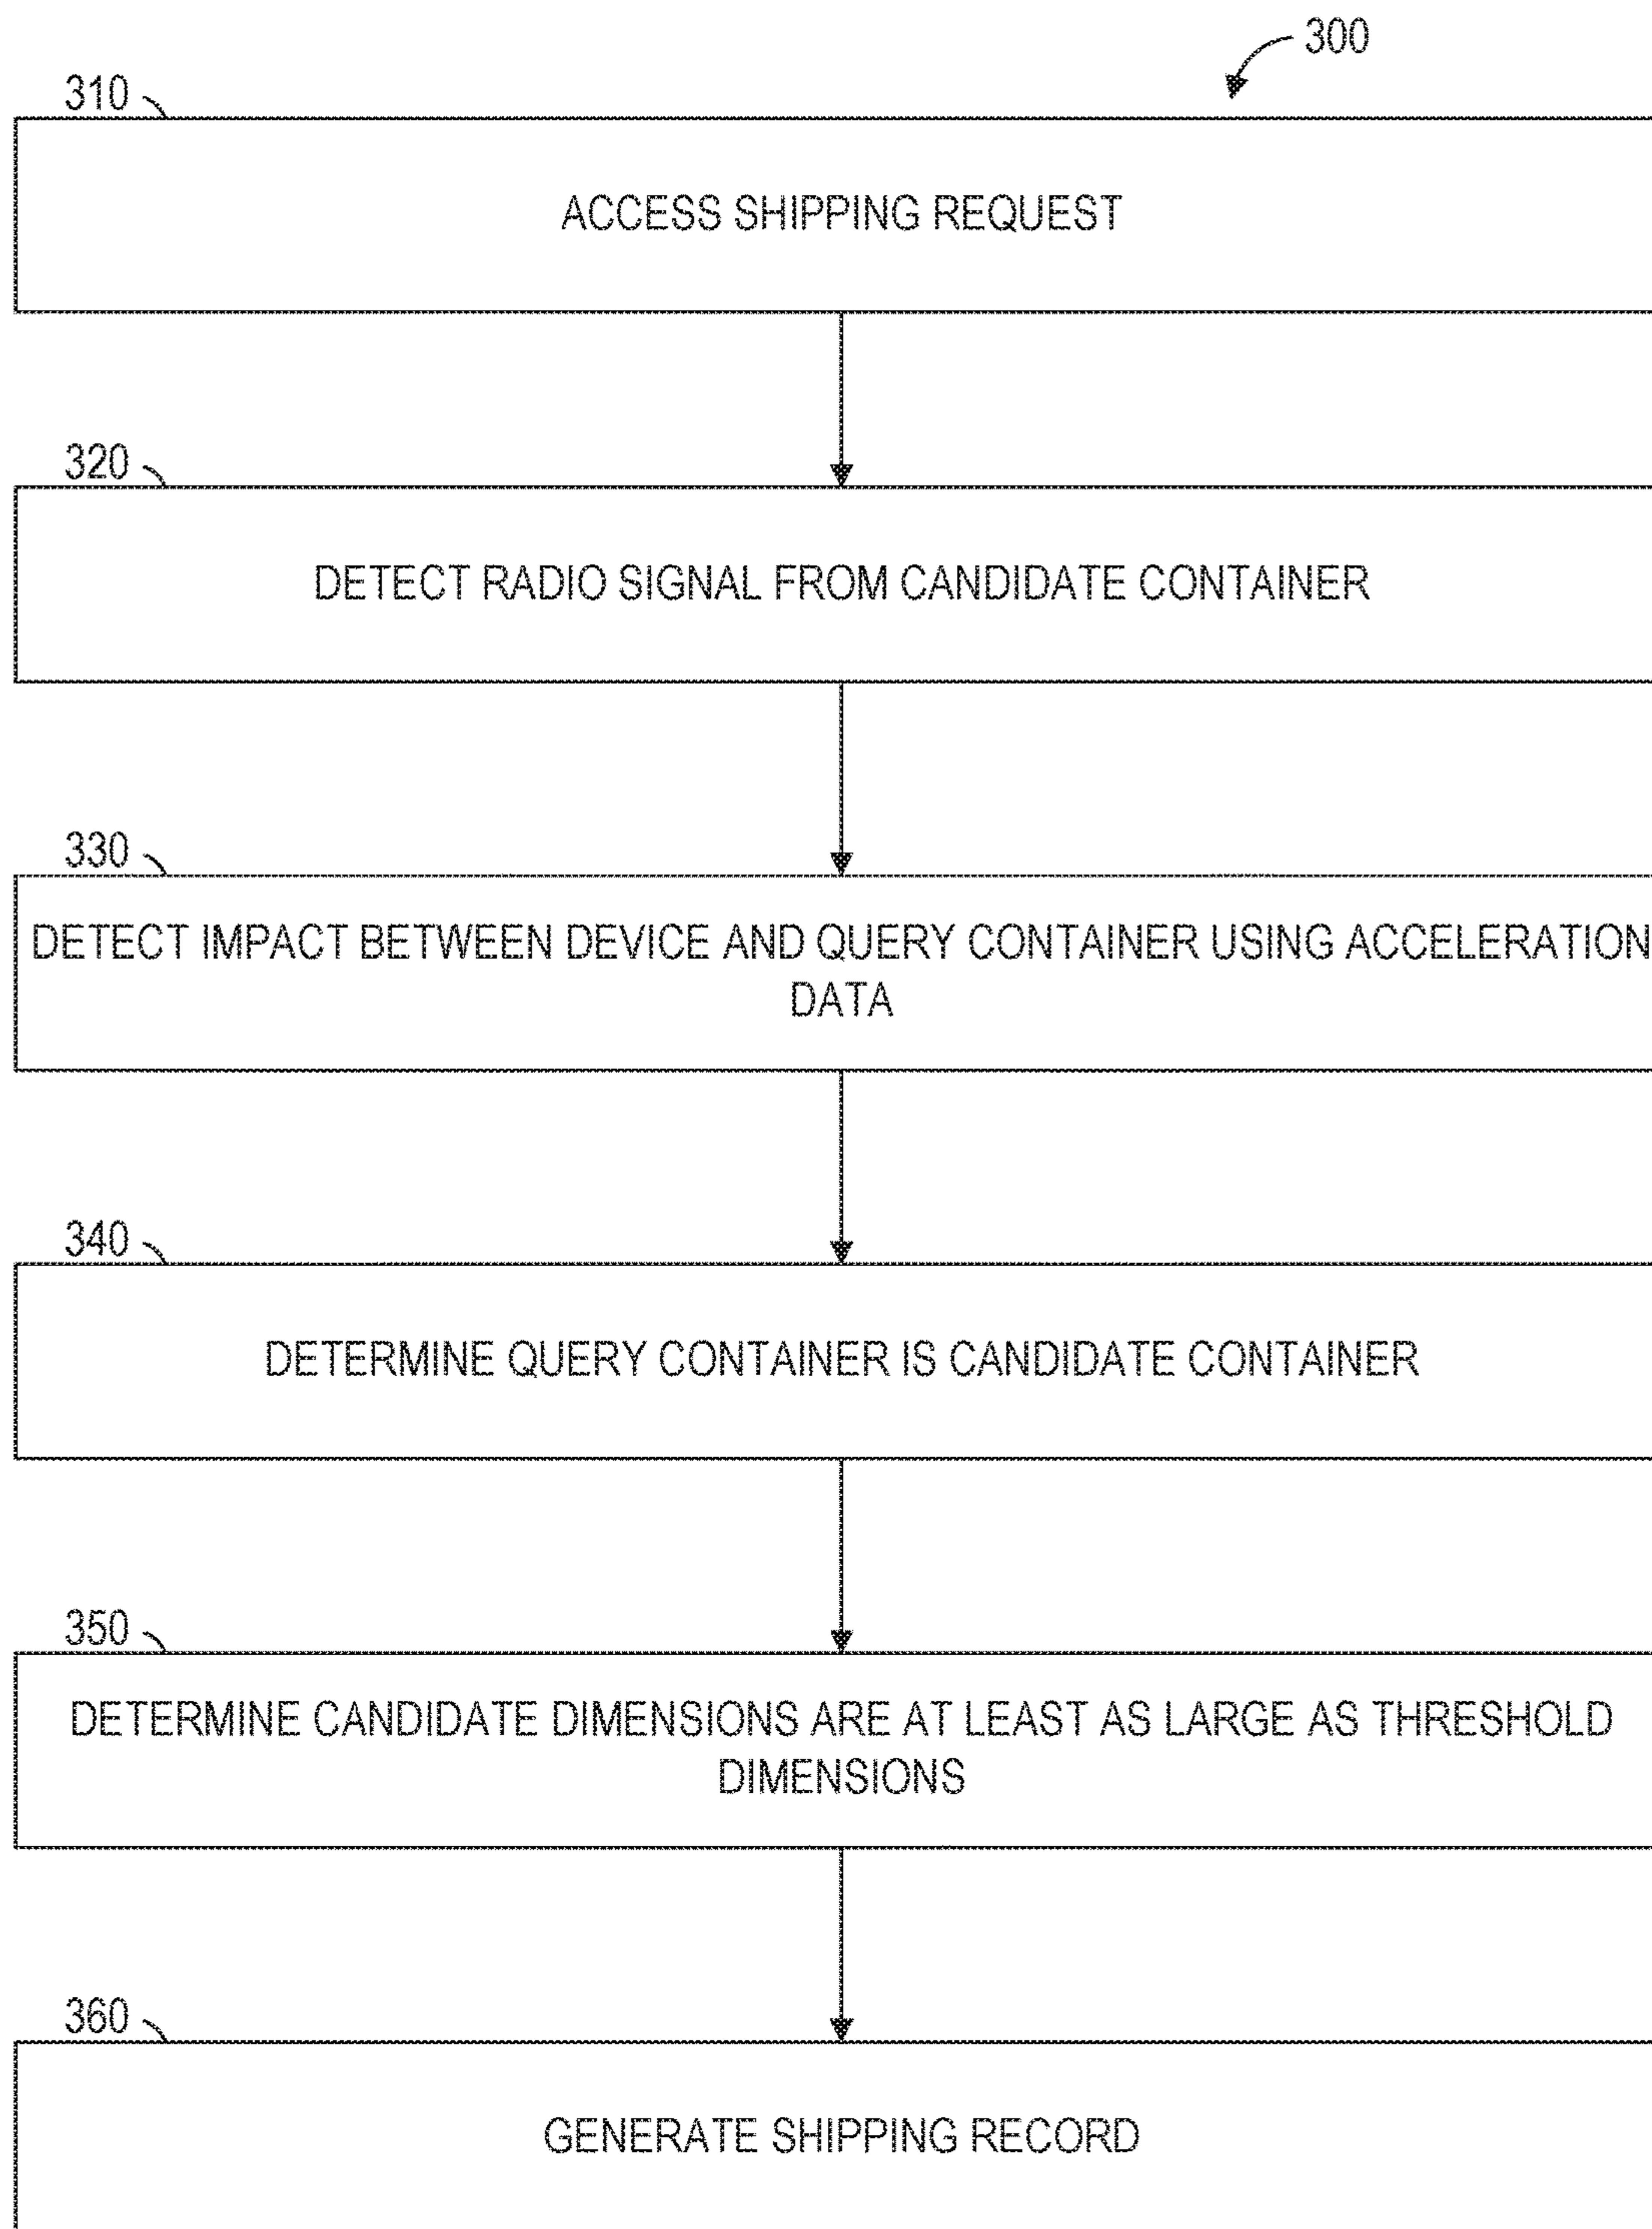 300
310
ACCESS SHIPPING REQUEST
320
DETECT RADIO SIGNAL FROM CANDIDATE CONTAINER
330
DETECT IMPACT BETWEEN DEVICE AND QUERY CONTAINER USING ACCELERATION
DATA
340
DETERMINE QUERY CONTAINER IS CANDIDATE CONTAINER
350
DETERMINE CANDIDATE DIMENSIONS ARE AT LEAST AS LARGE AS THRESHOLD
DIMENSIONS
360
GENERATE SHIPPING RECORD